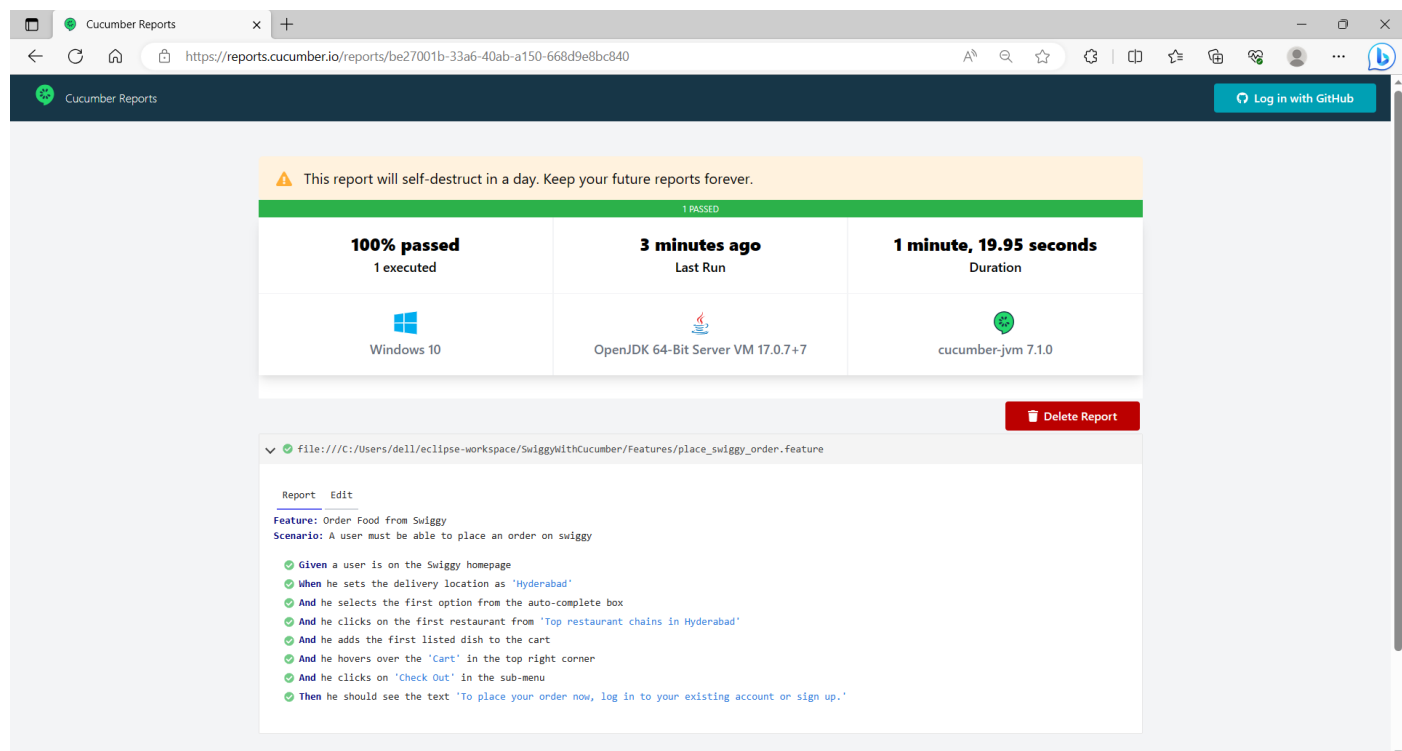 Cucumber Reports
https://reports.cucumber.io/reports/be27001b-33a6-40ab-a150-668d9e8bc840
Cucumber Reports
Log in with GitHub
This report will self-destruct in a day. Keep your future reports forever.
1 PASSED
100% passed
1 executed
3 minutes ago
Last Run
1 minute, 19.95 seconds
Duration
Windows 10
OpenJDK 64-Bit Server VM 17.0.7+7
cucumber-jvm 7.1.0
Delete Report
file:///C:/Users/dell/eclipse-workspace/SwiggyWithCucumber/Features/place_swiggy_order.feature
Report Edit
Feature: Order Food from Swiggy
Scenario: A user must be able to place an order on swiggy
Given a user is on the Swiggy homepage
When he sets the delivery location as 'Hyderabad'
And he selects the first option from the auto-complete box
And he clicks on the first restaurant from 'Top restaurant chains in Hyderabad'
And he adds the first listed dish to the cart
And he hovers over the 'Cart' in the top right corner
And he clicks on 'Check Out' in the sub-menu
Then he should see the text 'To place your order now, log in to your existing account or sign up.'